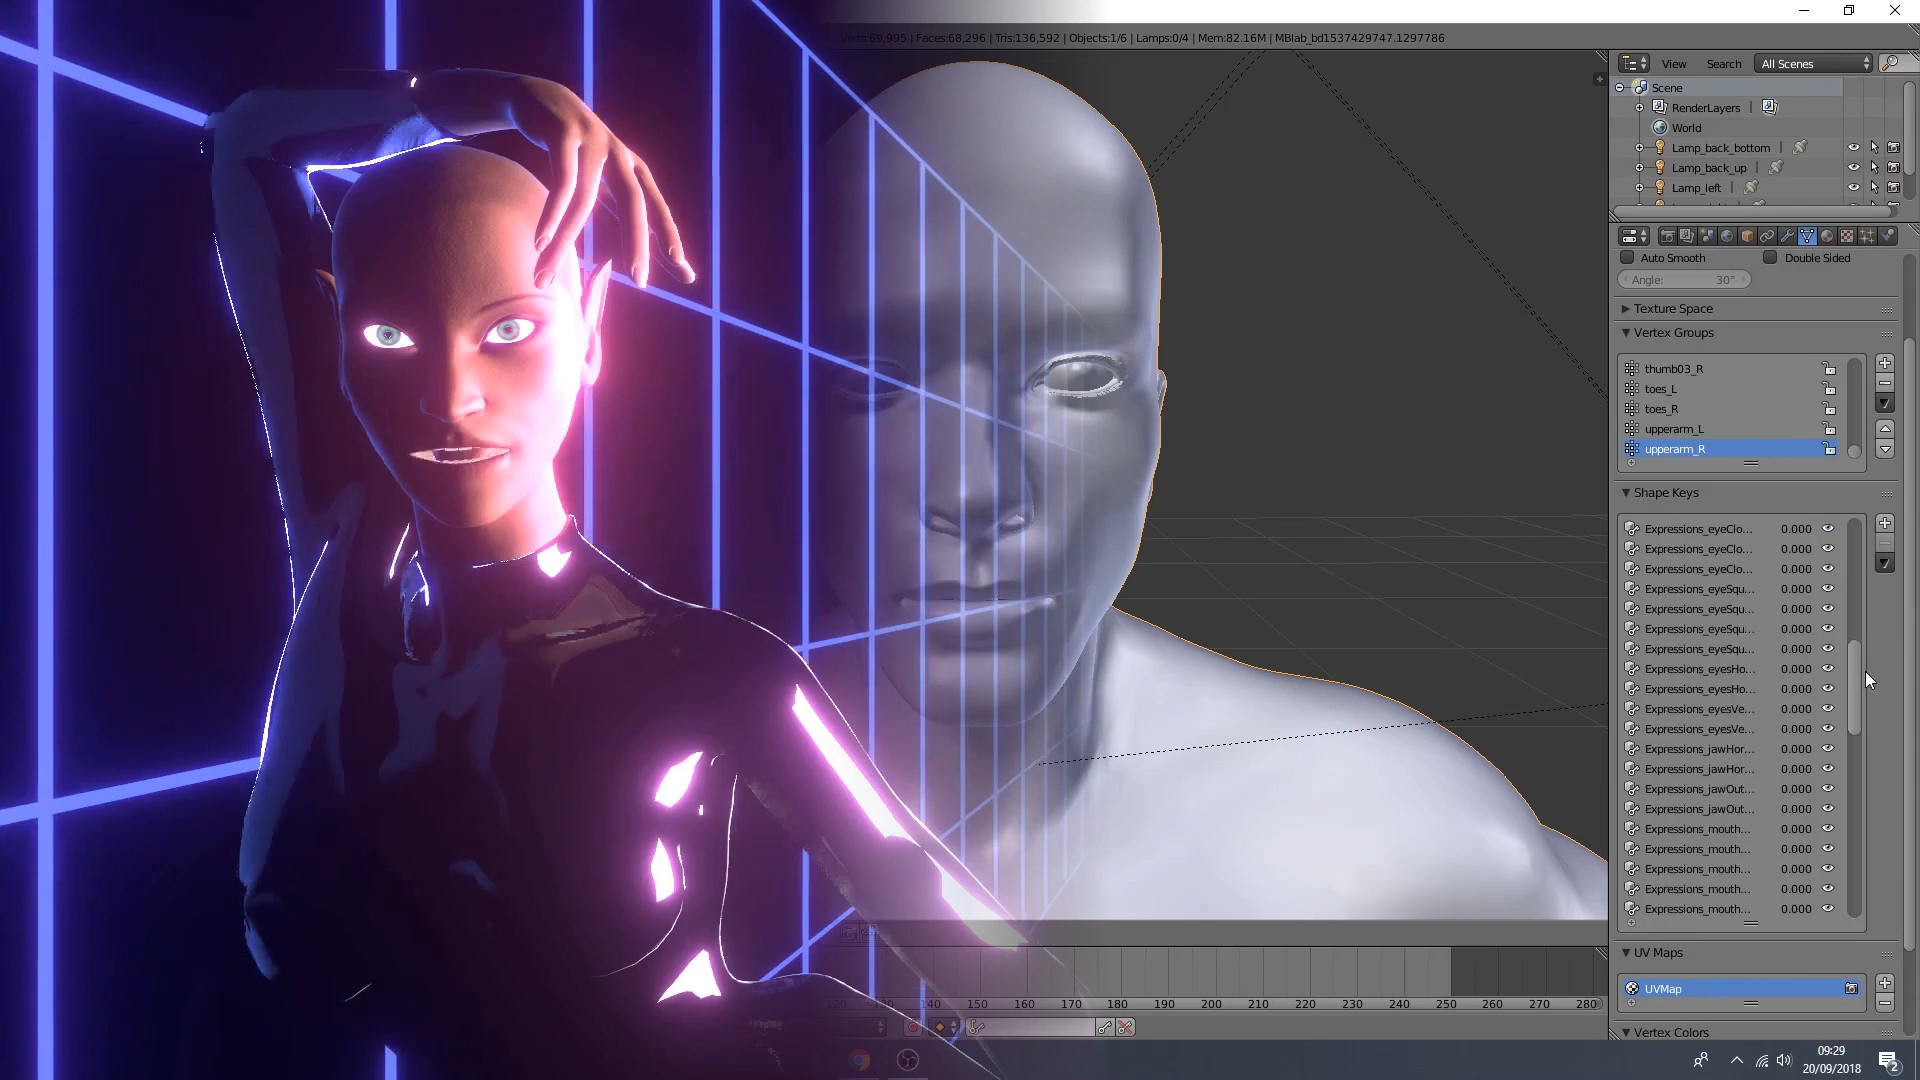 Verts:69,995 | Faces:68,296 | Tris:136,592 | Objects:1/6 | Lamps:0/4 | Mem:82.16M | MBlab_bd1537429747.1297786
View Search All Scenes
Scene
RenderLayers |
World
Lamp_back_bottom |
Lamp_back_up |
Lamp_left |
Auto Smooth Double Sided
Angle: 30°
Texture Space
Vertex Groups
thumb03_R
toes_L
toes_R
upperarm_L
upperarm_R
Shape Keys
Expressions_eyeClo... 0.000
Expressions_eyeClo... 0.000
Expressions_eyeClo... 0.000
Expressions_eyeSqu... 0.000
Expressions_eyeSqu... 0.000
Expressions_eyeSqu... 0.000
Expressions_eyeSqu... 0.000
Expressions_eyesHo... 0.000
Expressions_eyesHo... 0.000
Expressions_eyesVe... 0.000
Expressions_eyesVe... 0.000
Expressions_jawHor... 0.000
Expressions_jawHor... 0.000
Expressions_jawOut... 0.000
Expressions_jawOut... 0.000
Expressions_mouth... 0.000
Expressions_mouth... 0.000
Expressions_mouth... 0.000
Expressions_mouth... 0.000
Expressions_mouth... 0.000
UV Maps
UVMap
120 130 140 150 160 170 180 190 200 210 220 230 240 250 260 270 280
Vertex Colors
09:29
20/09/2018
2